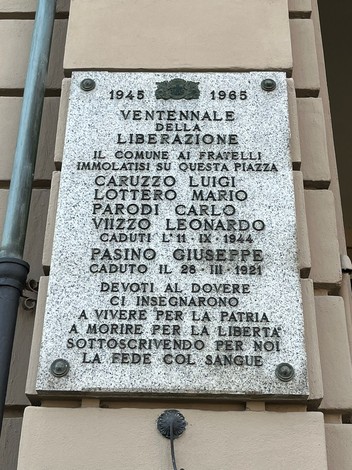 1945 1965
VENTENNALE
DELLA
LIBERAZIONE
IL COMUNE AI FRATELLI
IMMOLATISI SU QUESTA PIAZZA
CARUZZO LUIGI
LOTTERO MARIO
PARODI CARLO
VIIZZO LEONARDO
CADUTI L'11·IX·1944
PASINO GIUSEPPE
CADUTO IL 28·III·1921
DEVOTI AL DOVERE
CI INSEGNARONO
A VIVERE PER LA PATRIA
A MORIRE PER LA LIBERTA'
SOTTOSCRIVENDO PER NOI
LA FEDE COL SANGUE